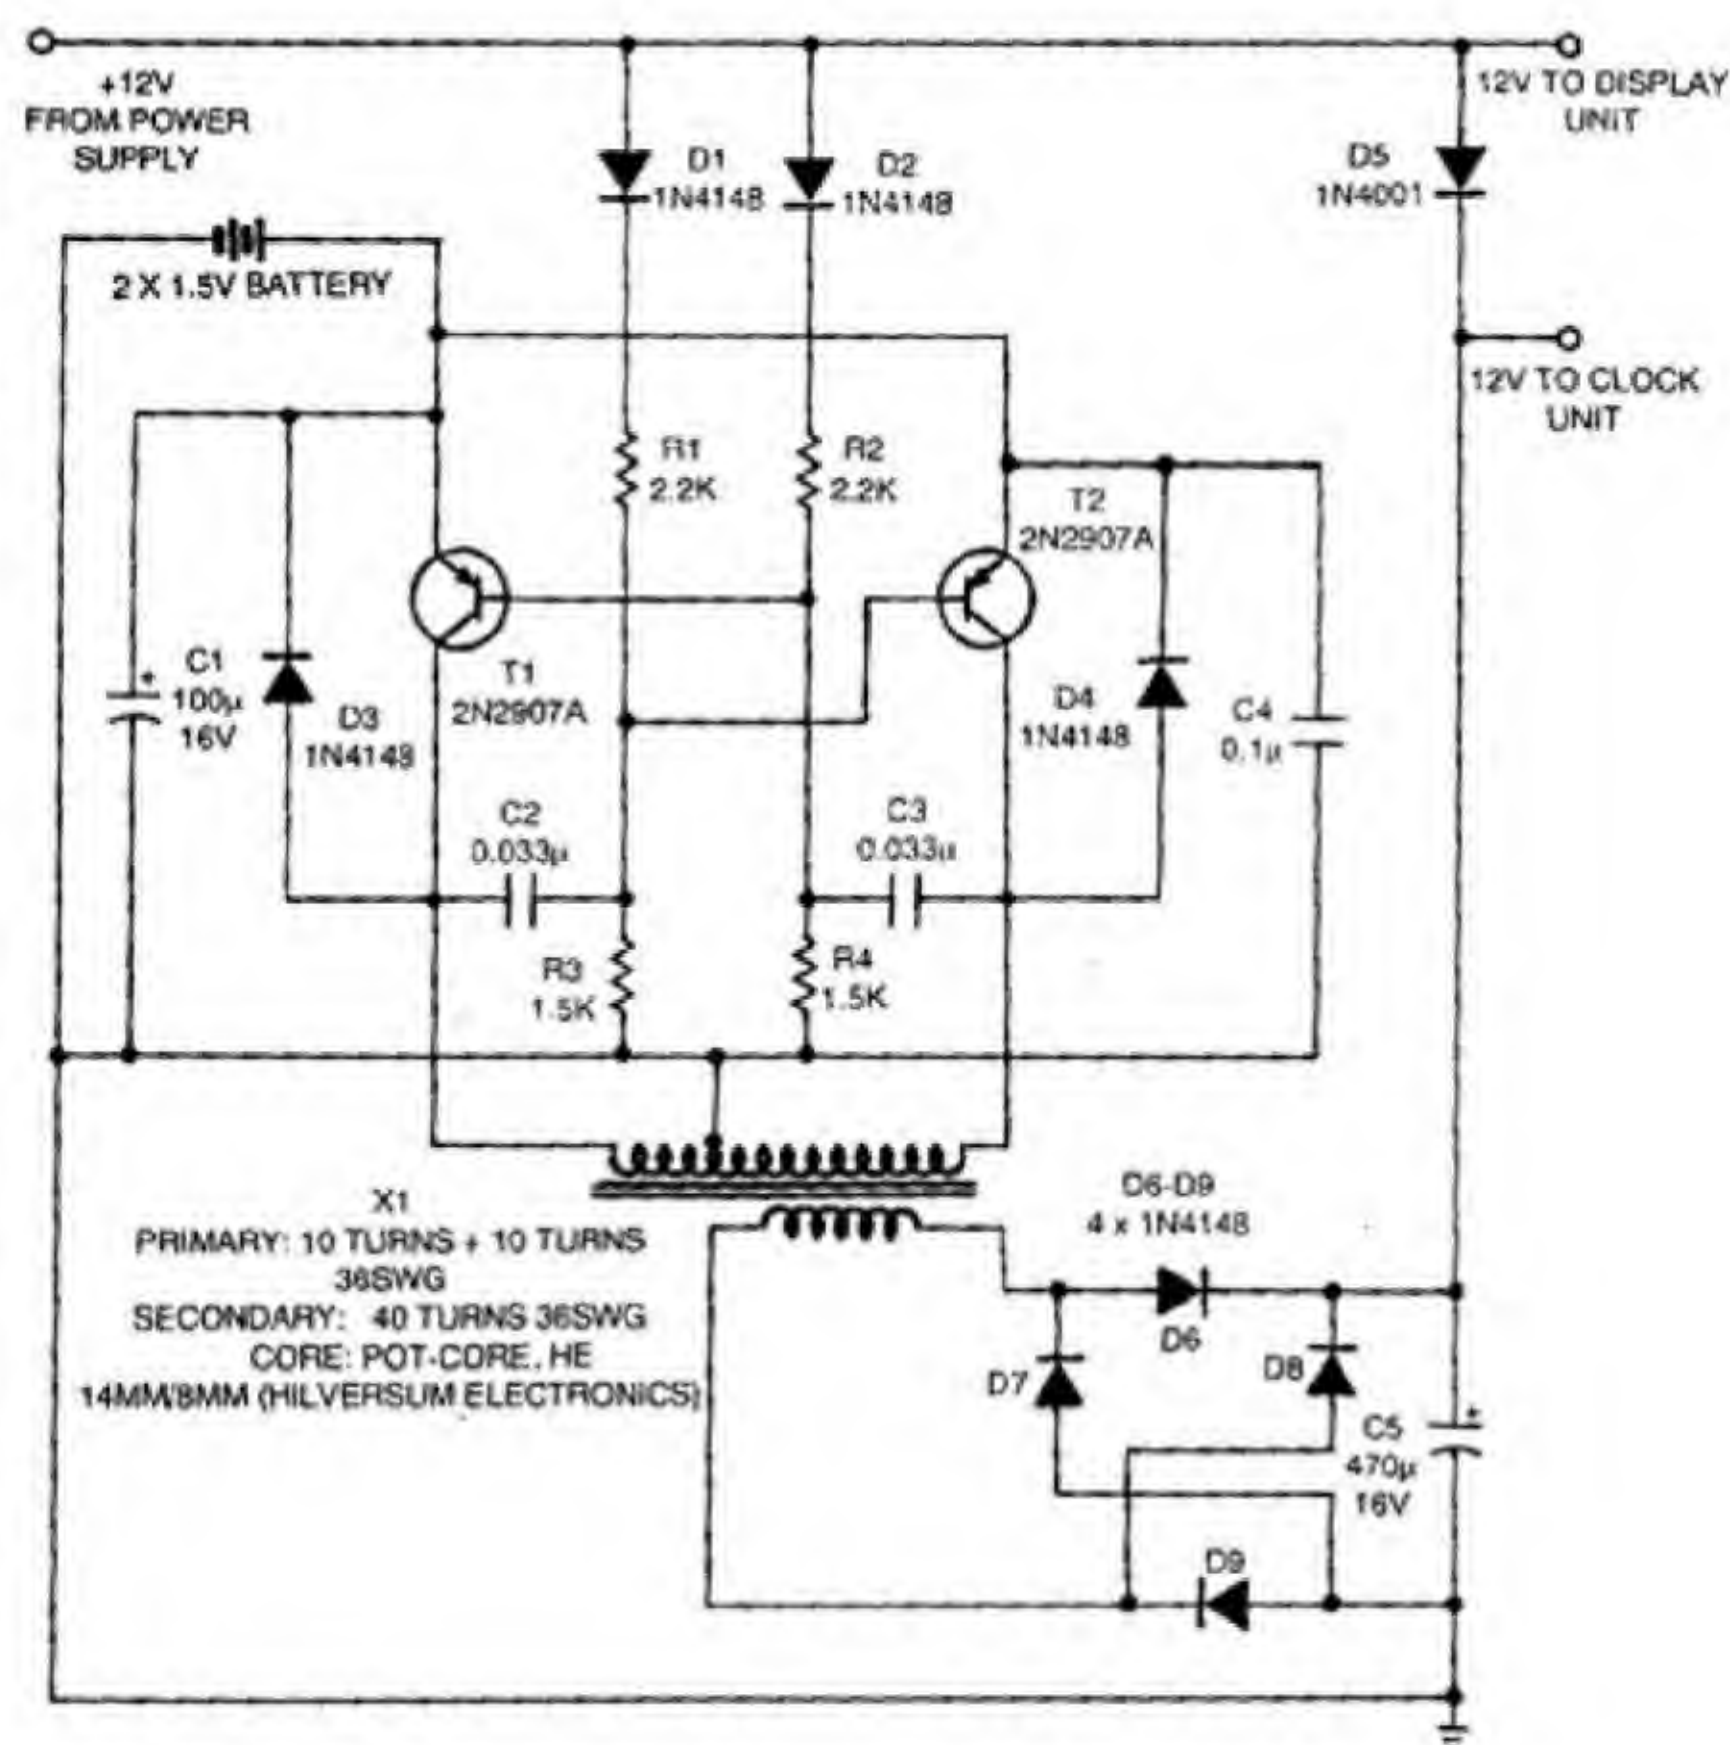 +12V
FROM POWER
SUPPLY
12V TO DISPLAY
UNIT
D1
1N4148
D2
1N4148
D5
1N4001
2 X 1.5V BATTERY
12V TO CLOCK
UNIT
R1
2.2K
R2
2.2K
T2
2N2907A
C1
100µ
16V
+
D3
1N4148
T1
2N2907A
D4
1N4148
C4
0.1µ
C2
0.033µ
C3
0.033µ
R3
1.5K
R4
1.5K
X1
PRIMARY: 10 TURNS + 10 TURNS
36SWG
SECONDARY: 40 TURNS 36SWG
CORE: POT-CORE, HE
14MM/8MM (HILVERSUM ELECTRONICS)
D6-D9
4 x 1N4148
D6
D7
D8
C5
470µ
16V
+
D9